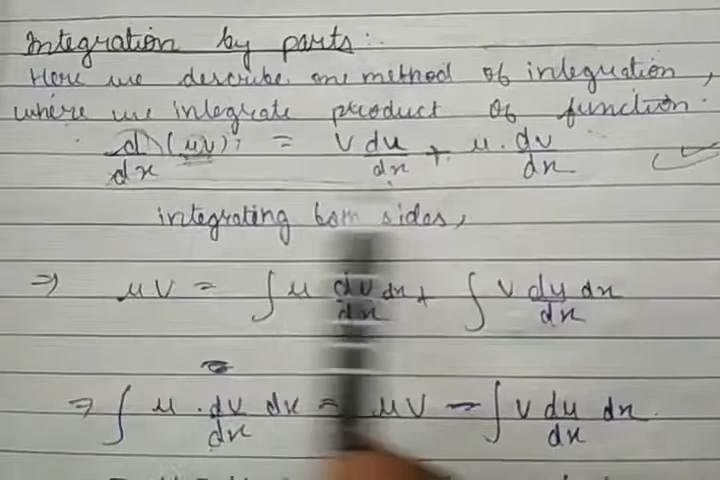 Integration by parts:
Here we describe one method of integration,
where we integrate product of function.
d/dx (uv) = v du/dx + u. dv/dx
integrating both sides,
⇒ uv = ∫ u dv/dx dx + ∫ v du/dx dx
⇒ ∫ u . dv/dx dx = uv − ∫ v du/dx dx.